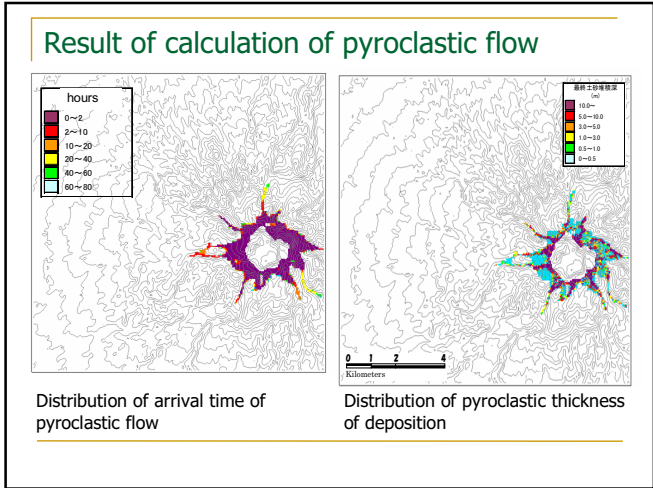 Result of calculation of pyroclastic flow
hours
0～2
2～10
10～20
20～40
40～60
60～80
最終土砂堆積深
(m)
10.0～
5.0～10.0
3.0～5.0
1.0～3.0
0.5～1.0
0～0.5
0 1 2 4
Kilometers
Distribution of arrival time of
pyroclastic flow
Distribution of pyroclastic thickness
of deposition